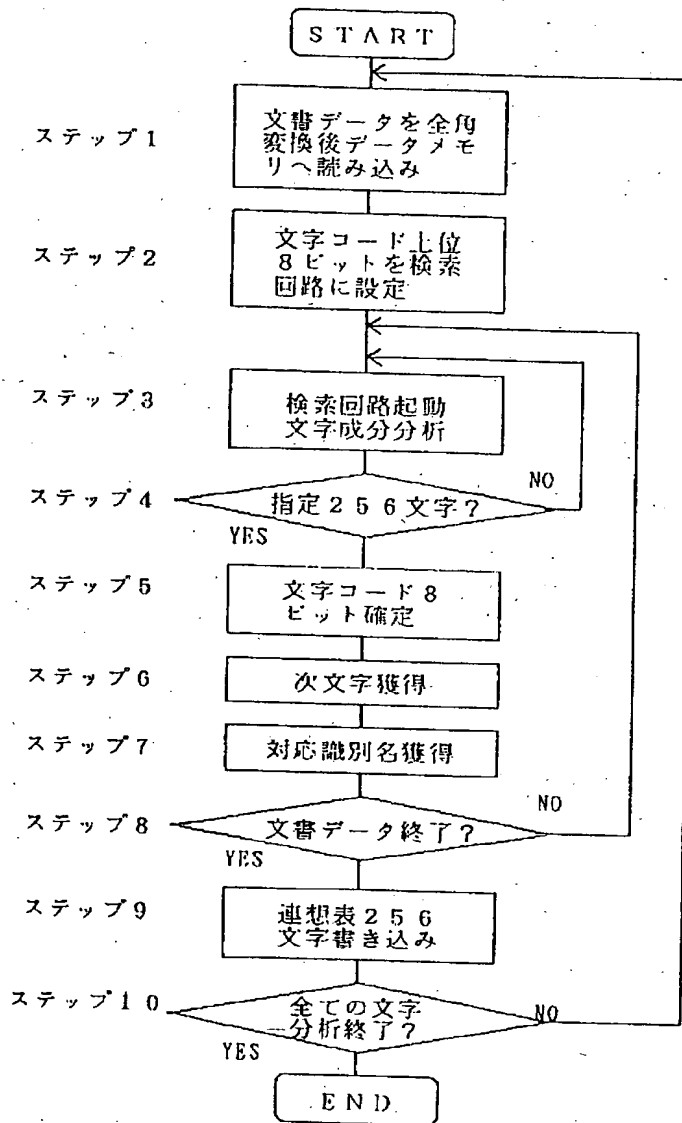 START
ステップ1
文書データを全角
変換後データメモ
リへ読み込み
ステップ2
文字コード上位
8ビットを検索
回路に設定
ステップ3
検索回路起動
文字成分分析
ステップ4
指定256文字?
NO
YES
ステップ5
文字コード8
ビット確定
ステップ6
次文字獲得
ステップ7
対応識別名獲得
ステップ8
文書データ終了?
NO
YES
ステップ9
連想表256
文字書き込み
ステップ10
全ての文字
分析終了?
NO
YES
END